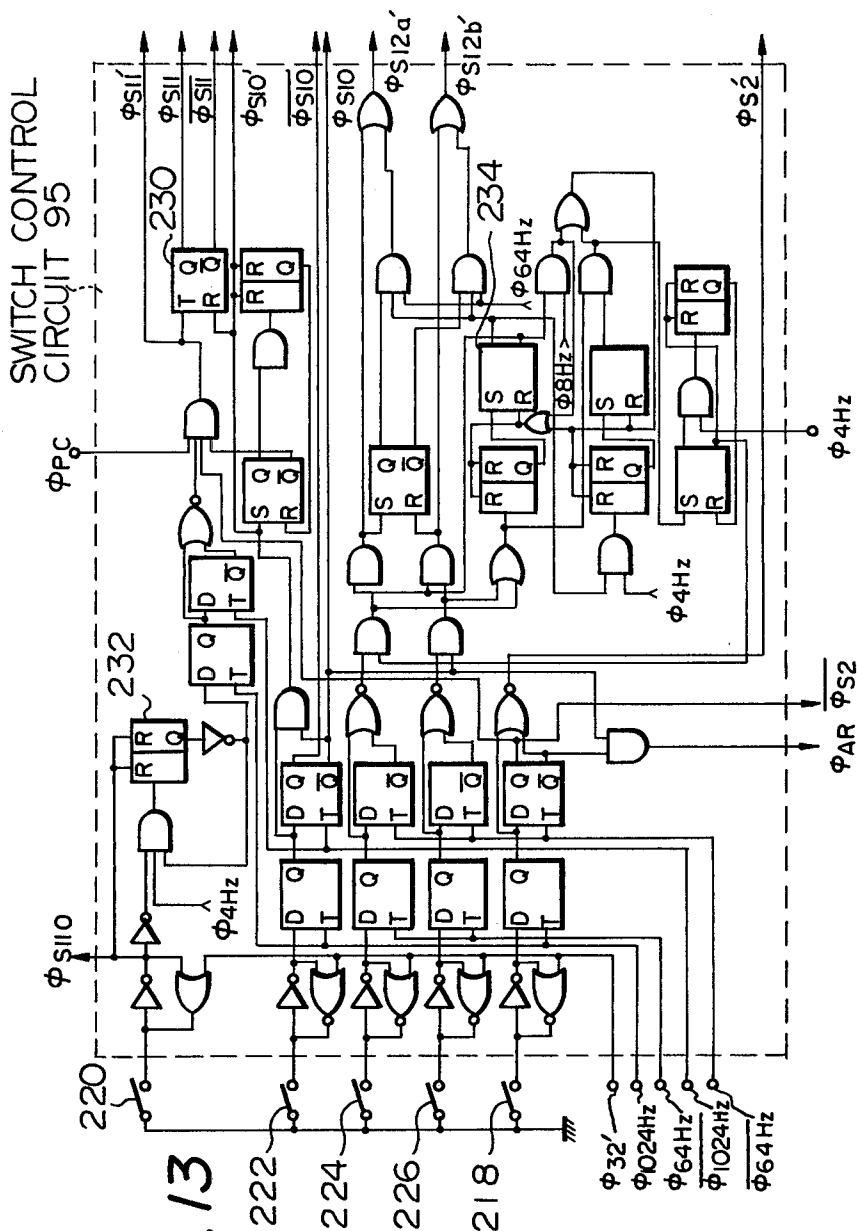 SWITCH CONTROL
CIRCUIT 95
φS11'
φS11
φS11
φS10'
φS10
φS10
φS12a'
φS12b'
φS2'
φPC
230
T Q
R Q
R R
Q
S Q
R Q
232
R R
Q
D Q
T
D
T Q
φS110
φ4Hz
220
222
224
226
218
. 13
D Q
T
D Q
T Q
D Q
T
D
T Q
D Q
T
D
T Q
D Q
T
D Q
T Q
S Q
R Q
234
S
R
R R
Q
φ64Hz
φ8Hz
S
R
R R
Q
φ4Hz
S
R
R R
Q
φ4Hz
φS2
φAR
φ32'
φ1024Hz
φ64Hz
φ1024Hz
φ64Hz